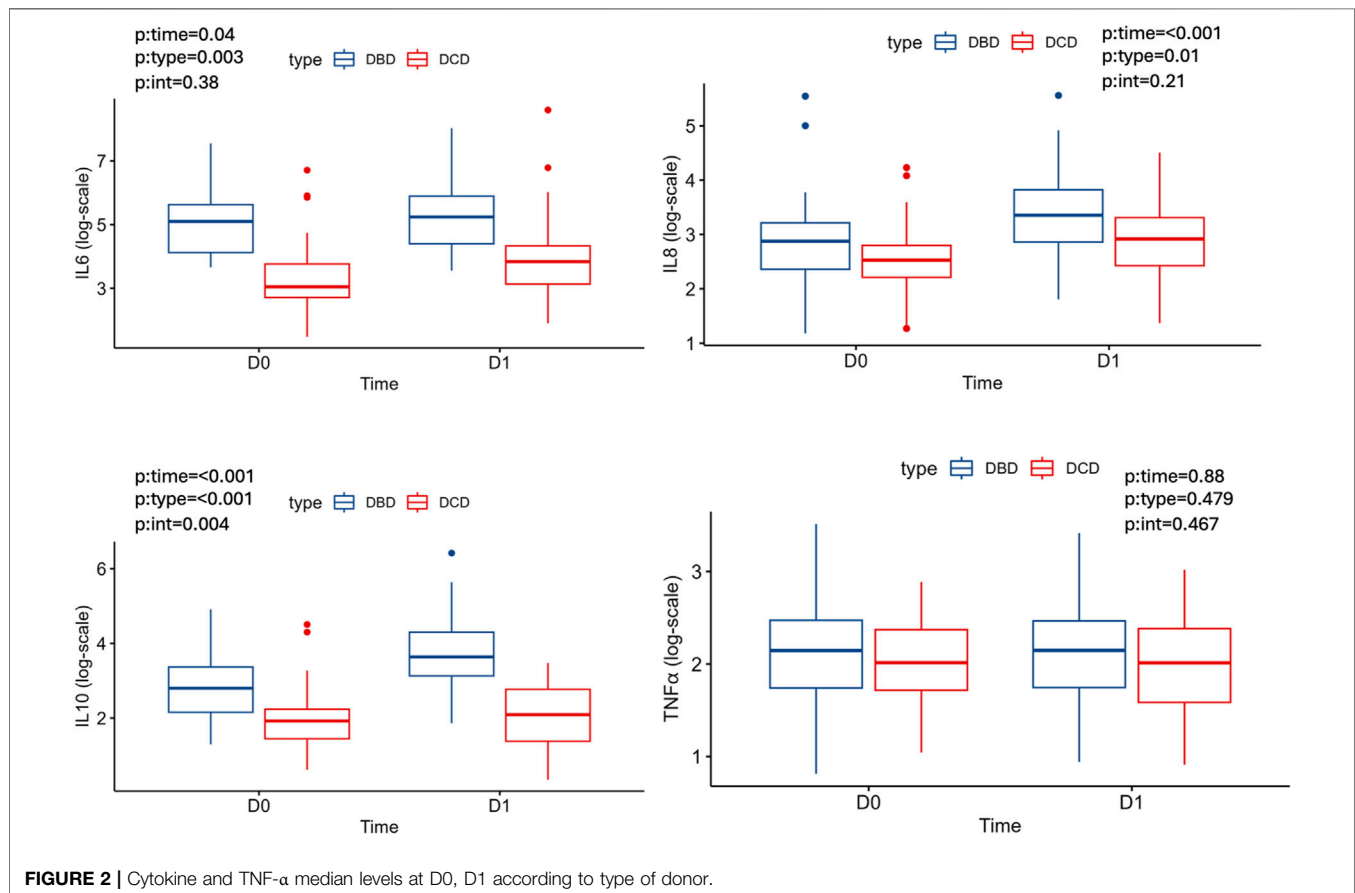 p:time=0.04
p:type=0.003
p:int=0.38
type DBD DCD
IL6 (log-scale)
7
5
3
D0 D1
Time
type DBD DCD
p:time=<0.001
p:type=0.01
p:int=0.21
IL8 (log-scale)
5
4
3
2
1
D0 D1
Time
p:time=<0.001
p:type=<0.001
p:int=0.004
type DBD DCD
IL10 (log-scale)
6
4
2
D0 D1
Time
type DBD DCD
p:time=0.88
p:type=0.479
p:int=0.467
TNFα (log-scale)
3
2
1
D0 D1
Time
FIGURE 2 | Cytokine and TNF-α median levels at D0, D1 according to type of donor.